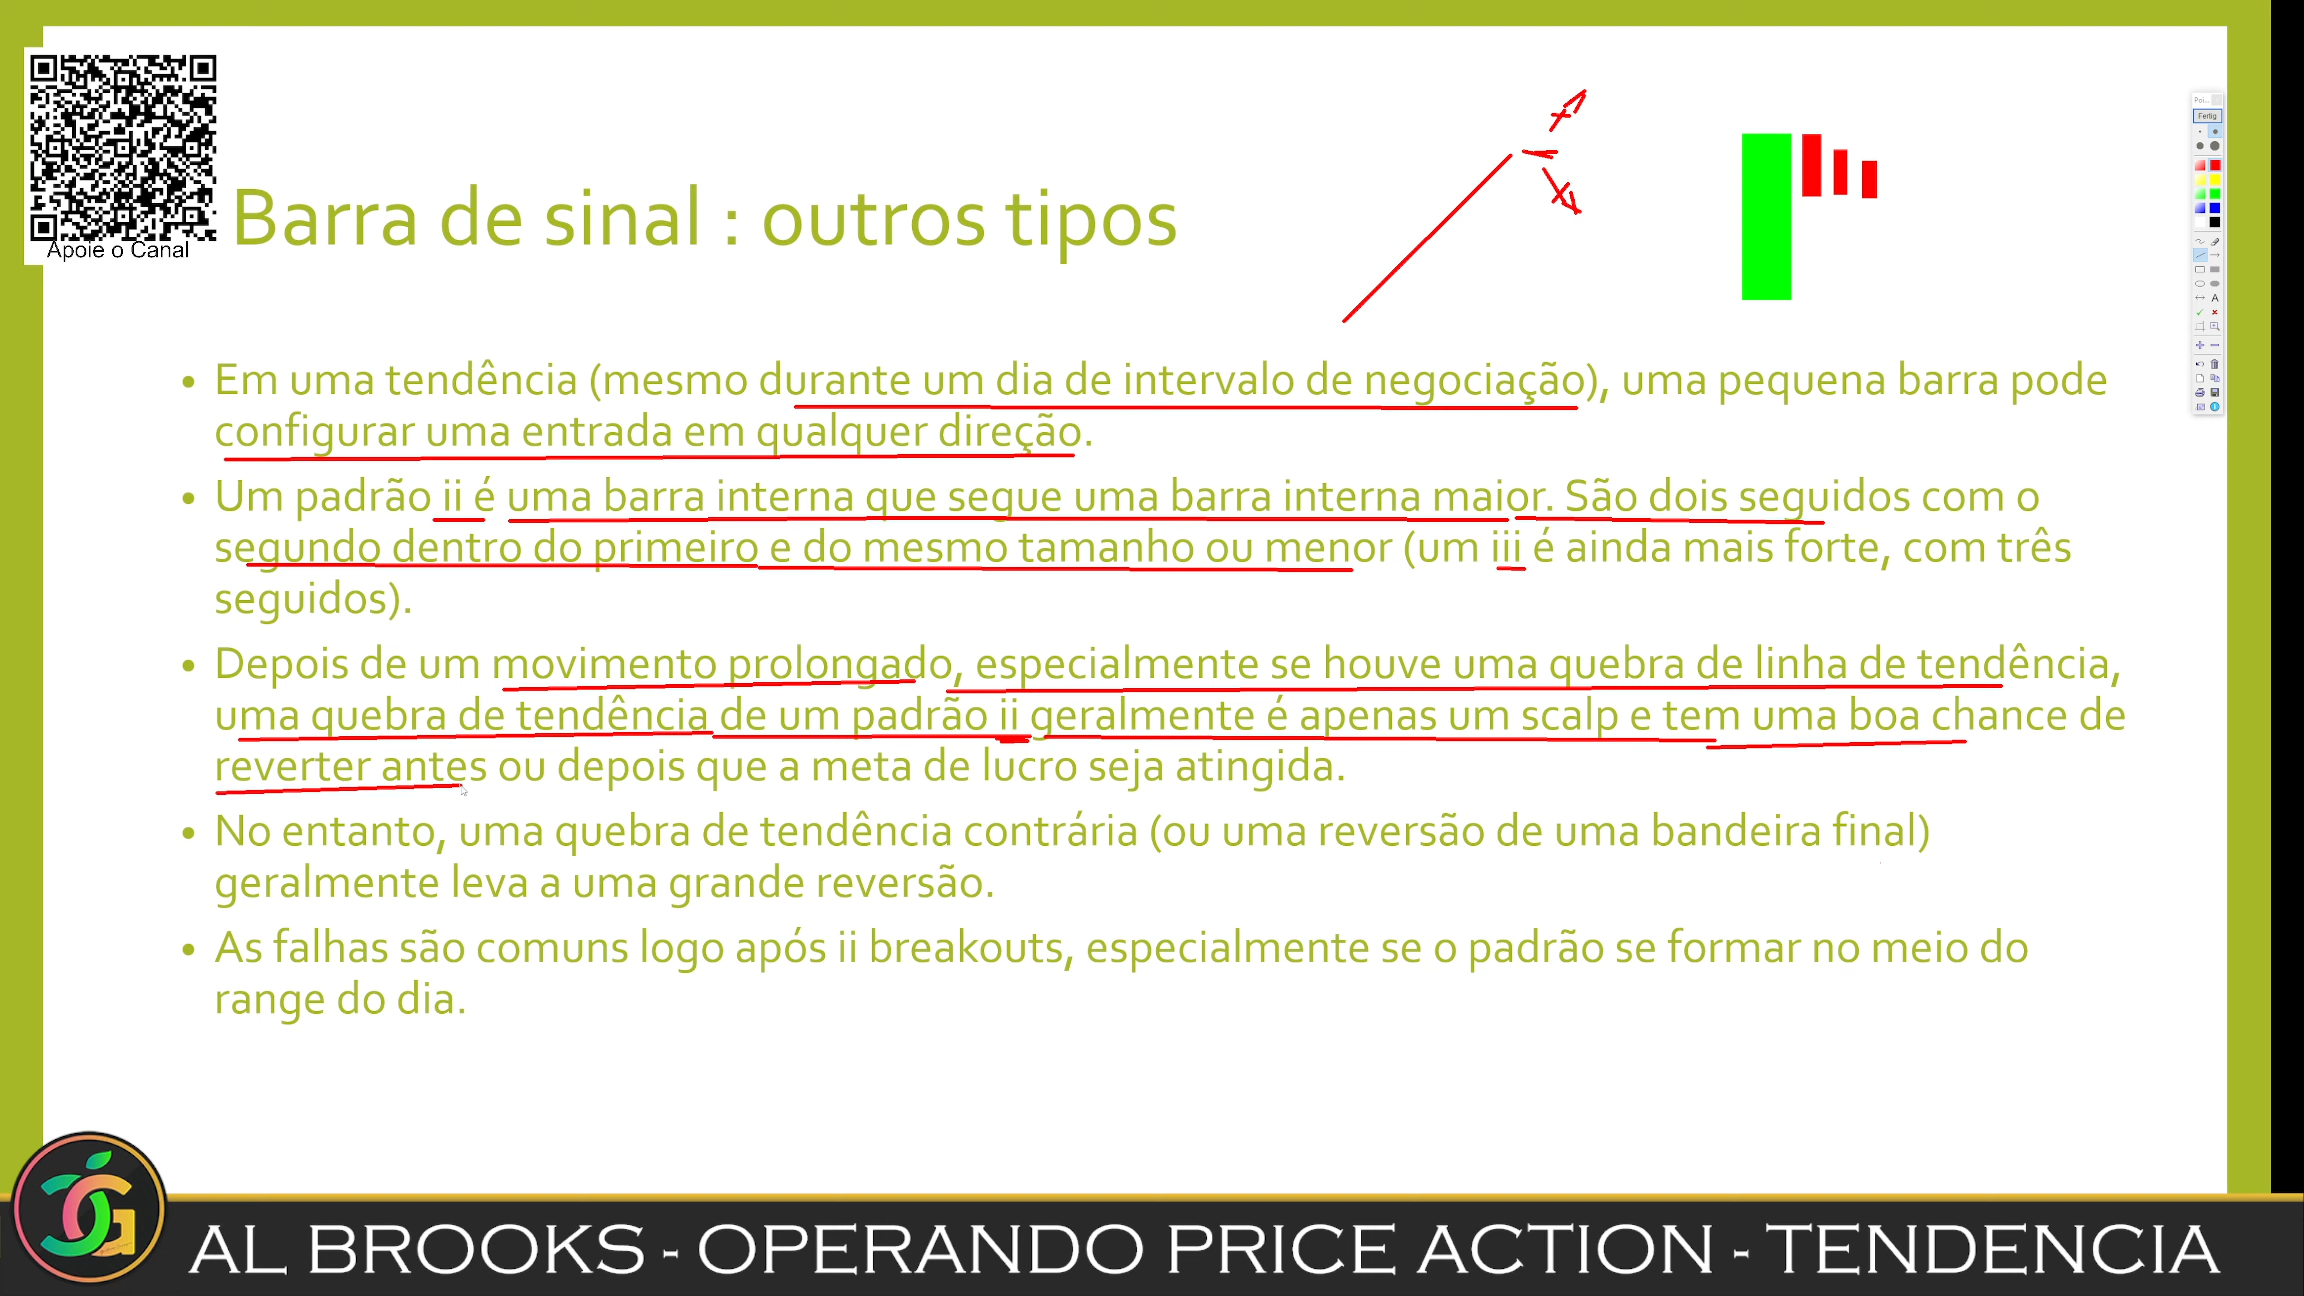 Apoie o Canal
Barra de sinal : outros tipos
• Em uma tendência (mesmo durante um dia de intervalo de negociação), uma pequena barra pode
configurar uma entrada em qualquer direção.
• Um padrão ii é uma barra interna que segue uma barra interna maior. São dois seguidos com o
segundo dentro do primeiro e do mesmo tamanho ou menor (um iii é ainda mais forte, com três
seguidos).
• Depois de um movimento prolongado, especialmente se houve uma quebra de linha de tendência,
uma quebra de tendência de um padrão ii geralmente é apenas um scalp e tem uma boa chance de
reverter antes ou depois que a meta de lucro seja atingida.
• No entanto, uma quebra de tendência contrária (ou uma reversão de uma bandeira final)
geralmente leva a uma grande reversão.
• As falhas são comuns logo após ii breakouts, especialmente se o padrão se formar no meio do
range do dia.
Poi...
Fertig
A
AL BROOKS - OPERANDO PRICE ACTION - TENDENCIA